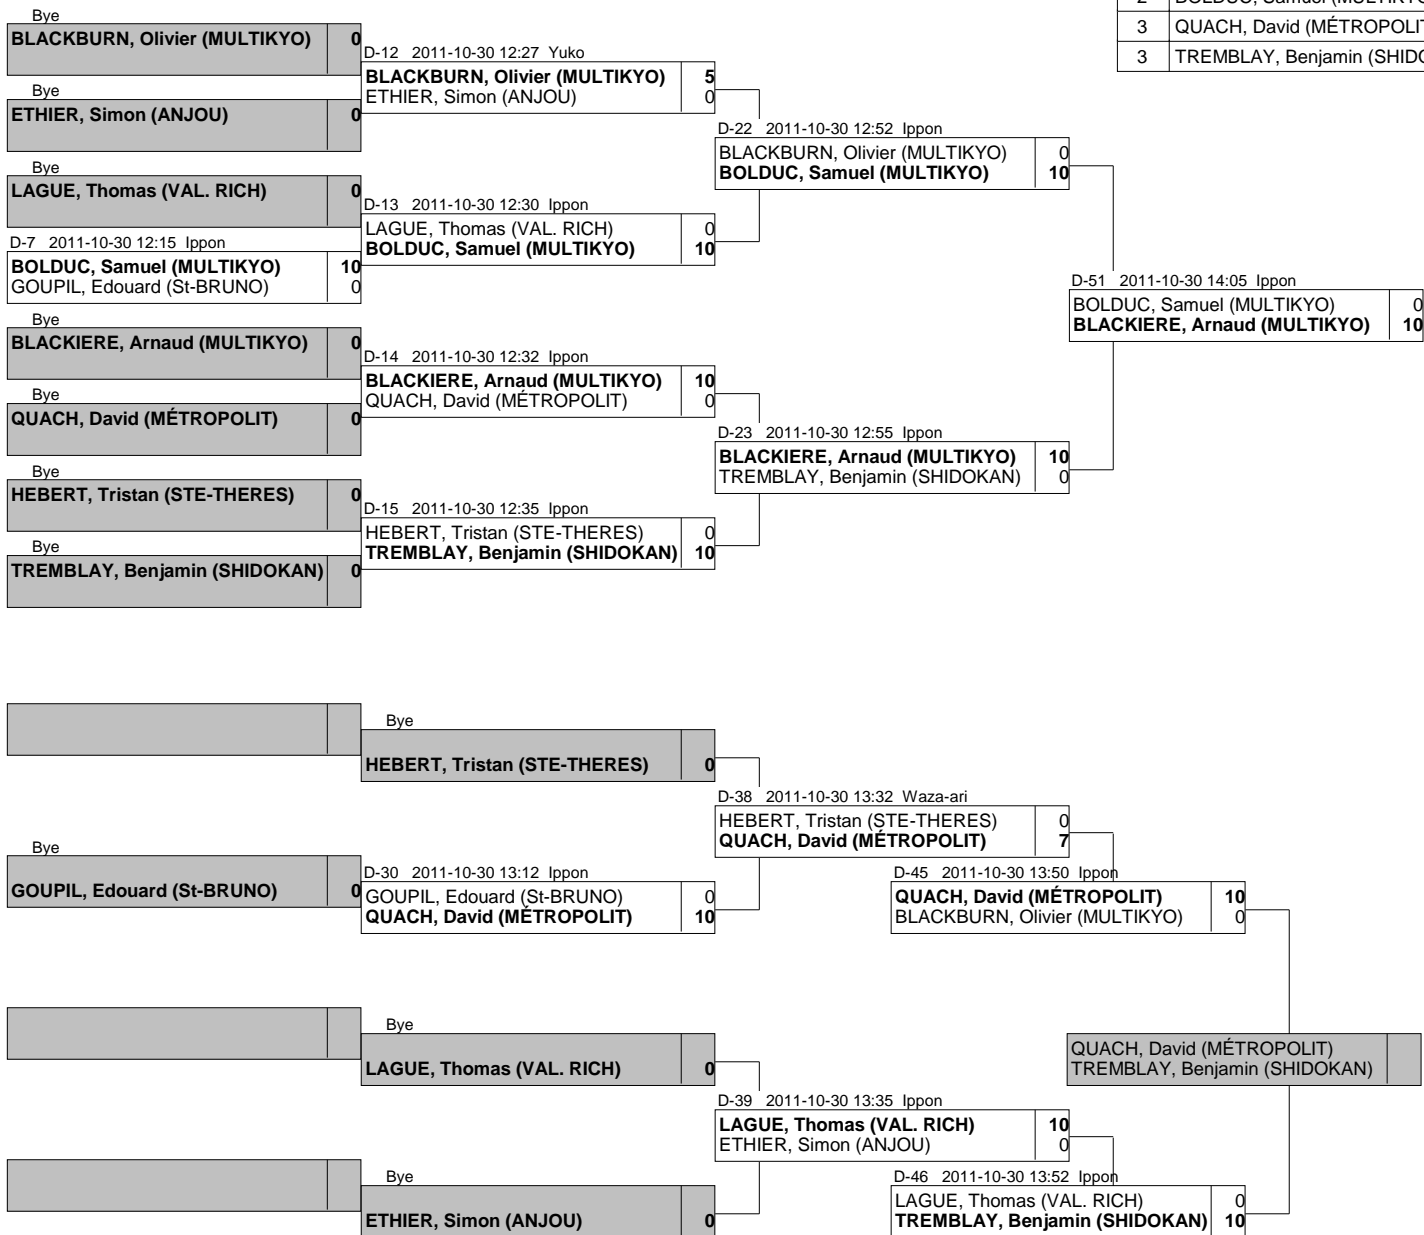 2 BOLDUC, Samuel
3 QUACH, David
3 TREMBLAY, Benjamin
Bye
BLACKBURN, Olivier (MULTIKYO) 0
D-12 2011-10-30 12:27 Yuko
BLACKBURN, Olivier (MULTIKYO) 5
ETHIER, Simon (ANJOU) 0
Bye
ETHIER, Simon (ANJOU) 0
D-22 2011-10-30 12:52 Ippon
BLACKBURN, Olivier (MULTIKYO) 0
BOLDUC, Samuel (MULTIKYO) 10
Bye
LAGUE, Thomas (VAL. RICH) 0
D-13 2011-10-30 12:30 Ippon
LAGUE, Thomas (VAL. RICH) 0
BOLDUC, Samuel (MULTIKYO) 10
D-7 2011-10-30 12:15 Ippon
BOLDUC, Samuel (MULTIKYO) 10
GOUPIL, Edouard (St-BRUNO) 0
D-51 2011-10-30 14:05 Ippon
BOLDUC, Samuel (MULTIKYO) 0
BLACKIERE, Arnaud (MULTIKYO) 10
Bye
BLACKIERE, Arnaud (MULTIKYO) 0
D-14 2011-10-30 12:32 Ippon
BLACKIERE, Arnaud (MULTIKYO) 10
QUACH, David (MÉTROPOLIT) 0
Bye
QUACH, David (MÉTROPOLIT) 0
D-23 2011-10-30 12:55 Ippon
BLACKIERE, Arnaud (MULTIKYO) 10
TREMBLAY, Benjamin (SHIDOKAN) 0
Bye
HEBERT, Tristan (STE-THERES) 0
D-15 2011-10-30 12:35 Ippon
HEBERT, Tristan (STE-THERES) 0
TREMBLAY, Benjamin (SHIDOKAN) 10
Bye
TREMBLAY, Benjamin (SHIDOKAN) 0
Bye
HEBERT, Tristan (STE-THERES) 0
D-38 2011-10-30 13:32 Waza-ari
HEBERT, Tristan (STE-THERES) 0
QUACH, David (MÉTROPOLIT) 7
Bye
GOUPIL, Edouard (St-BRUNO) 0
D-30 2011-10-30 13:12 Ippon
GOUPIL, Edouard (St-BRUNO) 0
QUACH, David (MÉTROPOLIT) 10
D-45 2011-10-30 13:50 Ippon
QUACH, David (MÉTROPOLIT) 10
BLACKBURN, Olivier (MULTIKYO) 0
Bye
LAGUE, Thomas (VAL. RICH) 0
QUACH, David (MÉTROPOLIT)
TREMBLAY, Benjamin (SHIDOKAN)
D-39 2011-10-30 13:35 Ippon
LAGUE, Thomas (VAL. RICH) 10
ETHIER, Simon (ANJOU) 0
Bye
ETHIER, Simon (ANJOU) 0
D-46 2011-10-30 13:52 Ippon
LAGUE, Thomas (VAL. RICH) 0
TREMBLAY, Benjamin (SHIDOKAN) 10